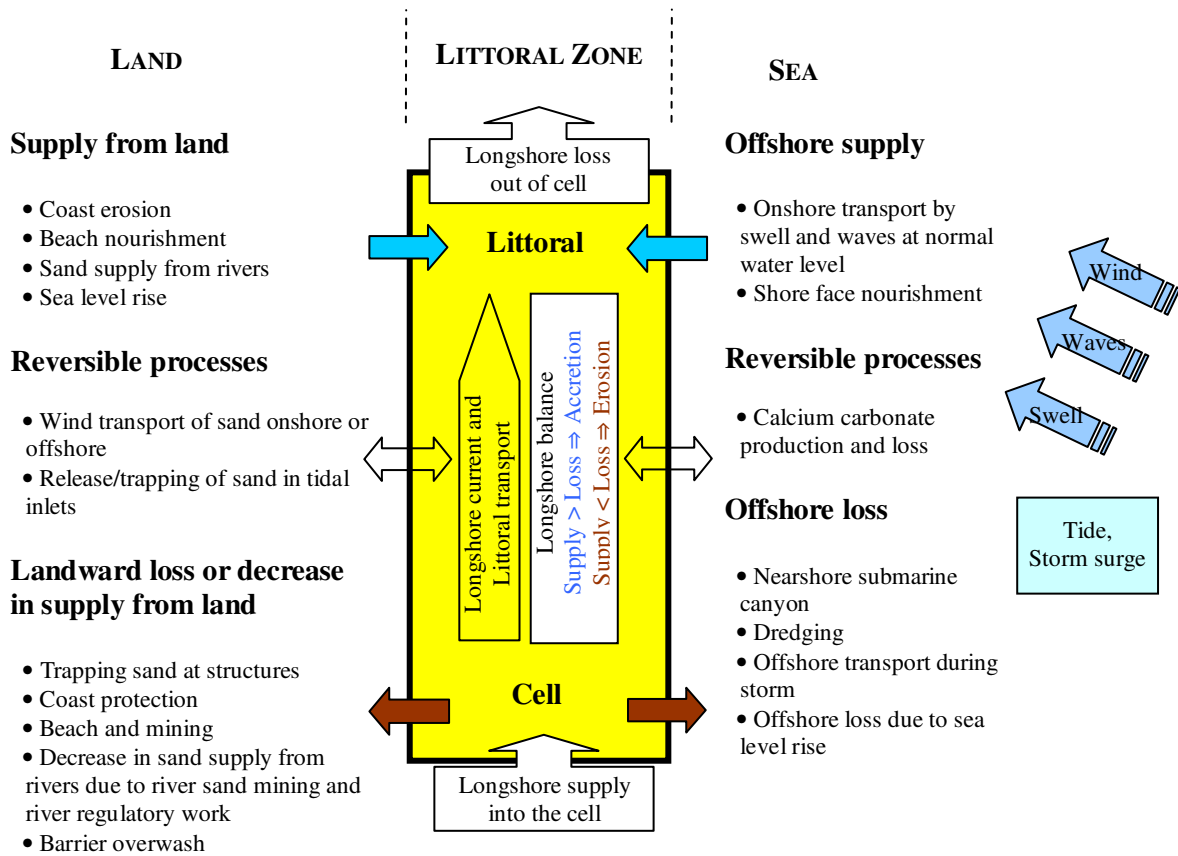 LAND
LITTORAL ZONE
SEA
Supply from land
• Coast erosion
• Beach nourishment
• Sand supply from rivers
• Sea level rise
Reversible processes
• Wind transport of sand onshore or
offshore
• Release/trapping of sand in tidal
inlets
Landward loss or decrease
in supply from land
• Trapping sand at structures
• Coast protection
• Beach and mining
• Decrease in sand supply from
rivers due to river sand mining and
river regulatory work
• Barrier overwash
Longshore loss
out of cell
Littoral
Longshore current and
Littoral transport
Longshore balance
Supply > Loss ⇒ Accretion
Supply < Loss ⇒ Erosion
Cell
Longshore supply
into the cell
Offshore supply
• Onshore transport by
swell and waves at normal
water level
• Shore face nourishment
Reversible processes
• Calcium carbonate
production and loss
Offshore loss
• Nearshore submarine
canyon
• Dredging
• Offshore transport during
storm
• Offshore loss due to sea
level rise
Wind
Waves
Swell
Tide,
Storm surge